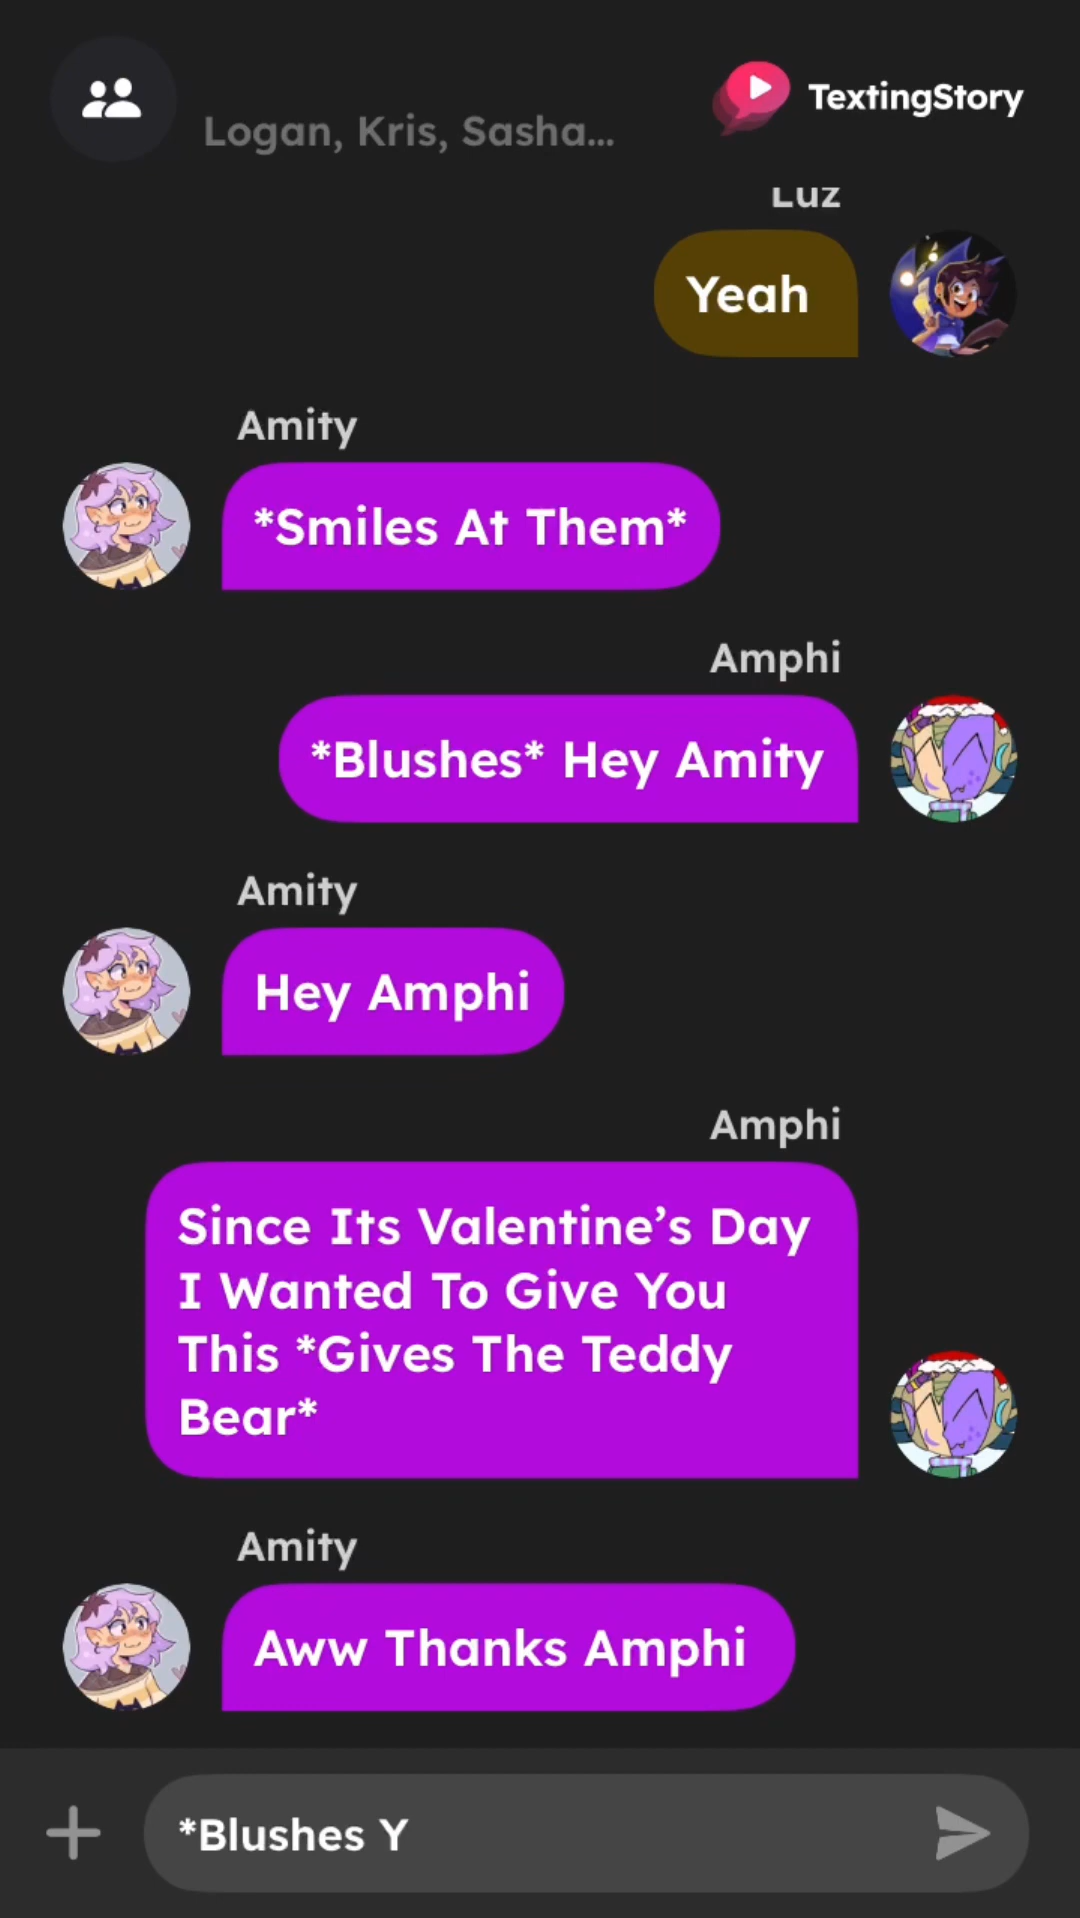 TextingStory
Logan, Kris, Sasha...
Luz
Yeah
Amity
*Smiles At Them*
Amphi
*Blushes* Hey Amity
Amity
Hey Amphi
Amphi
Since Its Valentine’s Day
I Wanted To Give You
This *Gives The Teddy
Bear*
Amity
Aww Thanks Amphi
*Blushes Y